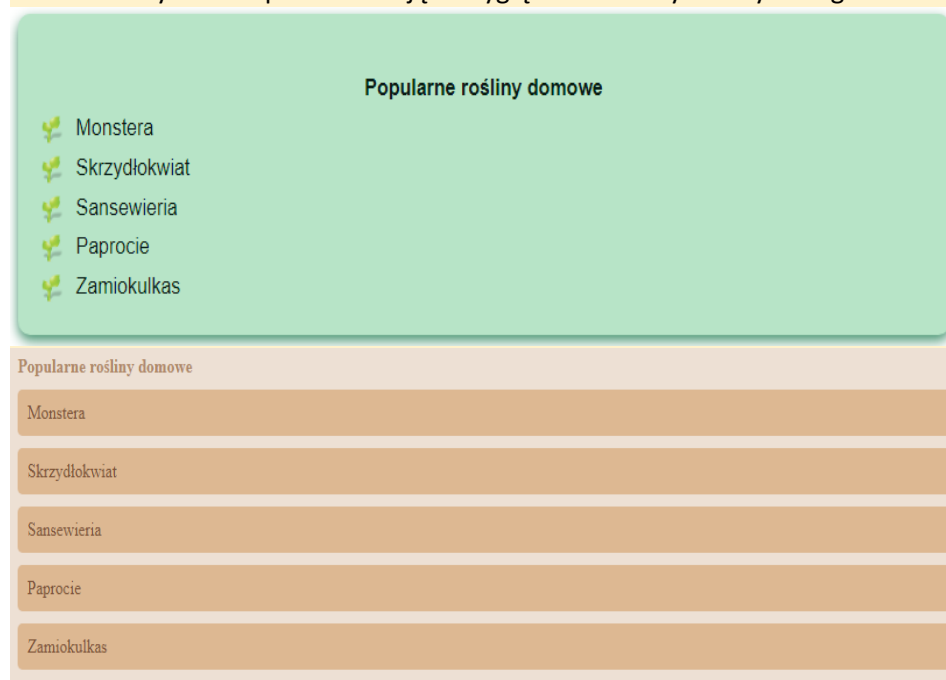 Popularne rośliny domowe
Monstera
Skrzydłokwiat
Sansewieria
Paprocie
Zamiokulkas
Popularne rośliny domowe
Monstera
Skrzydłokwiat
Sansewieria
Paprocie
Zamiokulkas